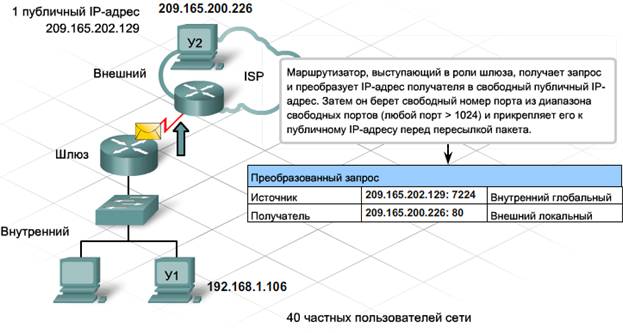 1 публичный IP-адрес
209.165.202.129
209.165.200.226
У2
Внешний
ISP
Маршрутизатор, выступающий в роли шлюза, получает запрос
и преобразует IP-адрес получателя в свободный публичный IP-
адрес. Затем он берет свободный номер порта из диапазона
свободных портов (любой порт > 1024) и прикрепляет его к
публичному IP-адресу перед пересылкой пакета.
Шлюз
Преобразованный запрос
Источник 209.165.202.129: 7224 Внутренний глобальный
Получатель 209.165.200.226: 80 Внешний локальный
Внутренний
У1
192.168.1.106
40 частных пользователей сети